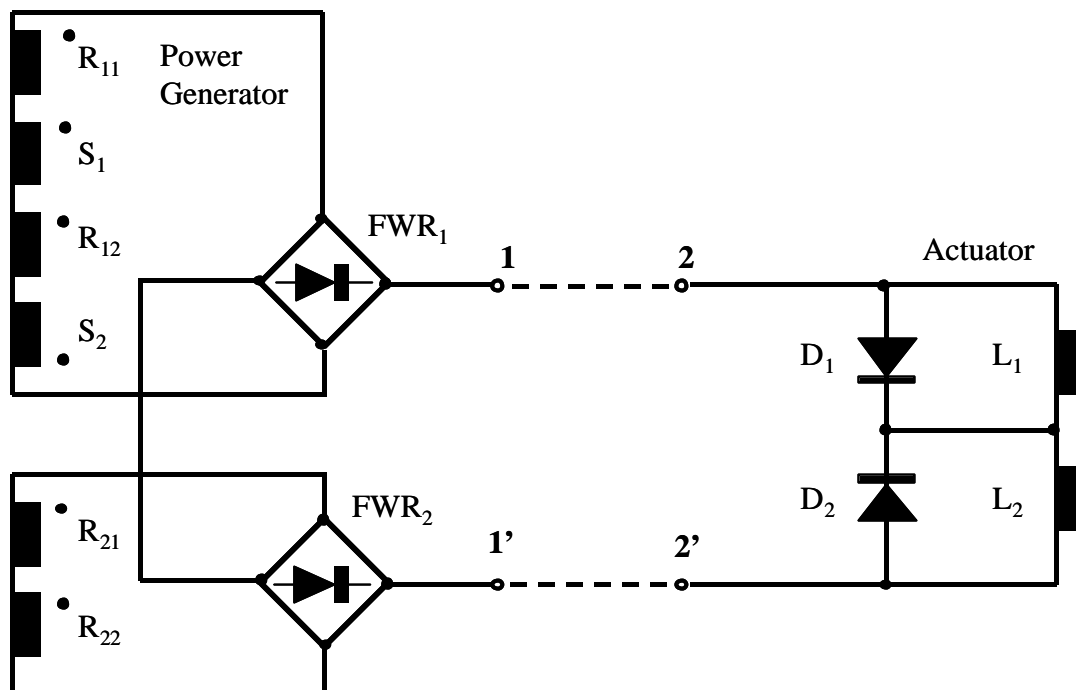 R11
Power
Generator
S1
R12
FWR1
1
2
Actuator
S2
D1
L1
R21
FWR2
1’
2’
D2
L2
R22